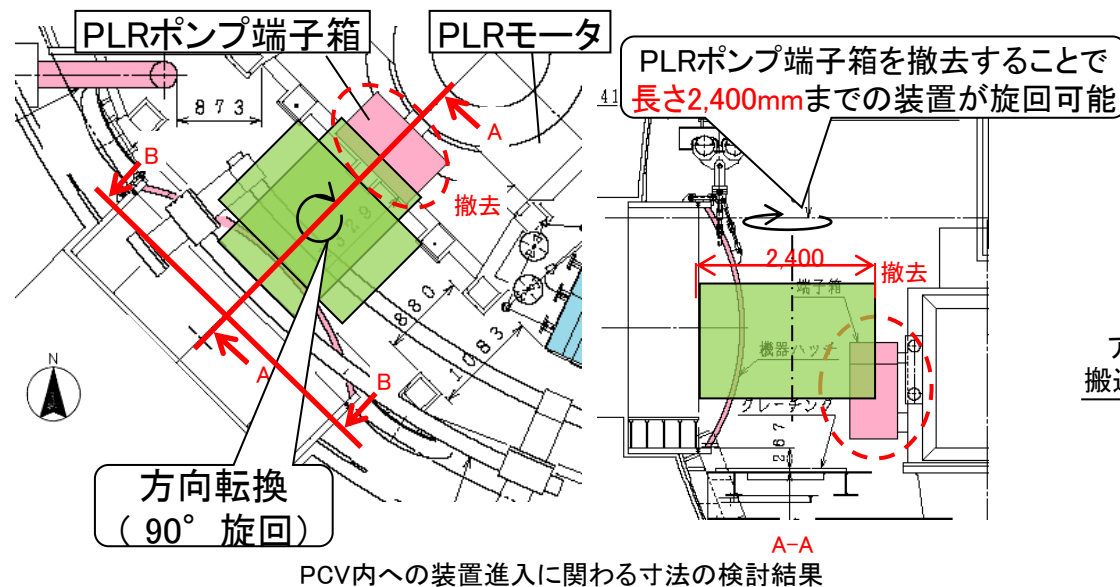 PLRポンプ端子箱
PLRモータ
PLRポンプ端子箱を撤去することで
長さ2,400mmまでの装置が旋回可能
41
873
A
B
撤去
329
2,400
撤去
端子箱
880
1083
機器ハッチ
N
A
B
グレーチング
267
方向転換
(90°旋回)
A-A
搬
PCV内への装置進入に関わる寸法の検討結果